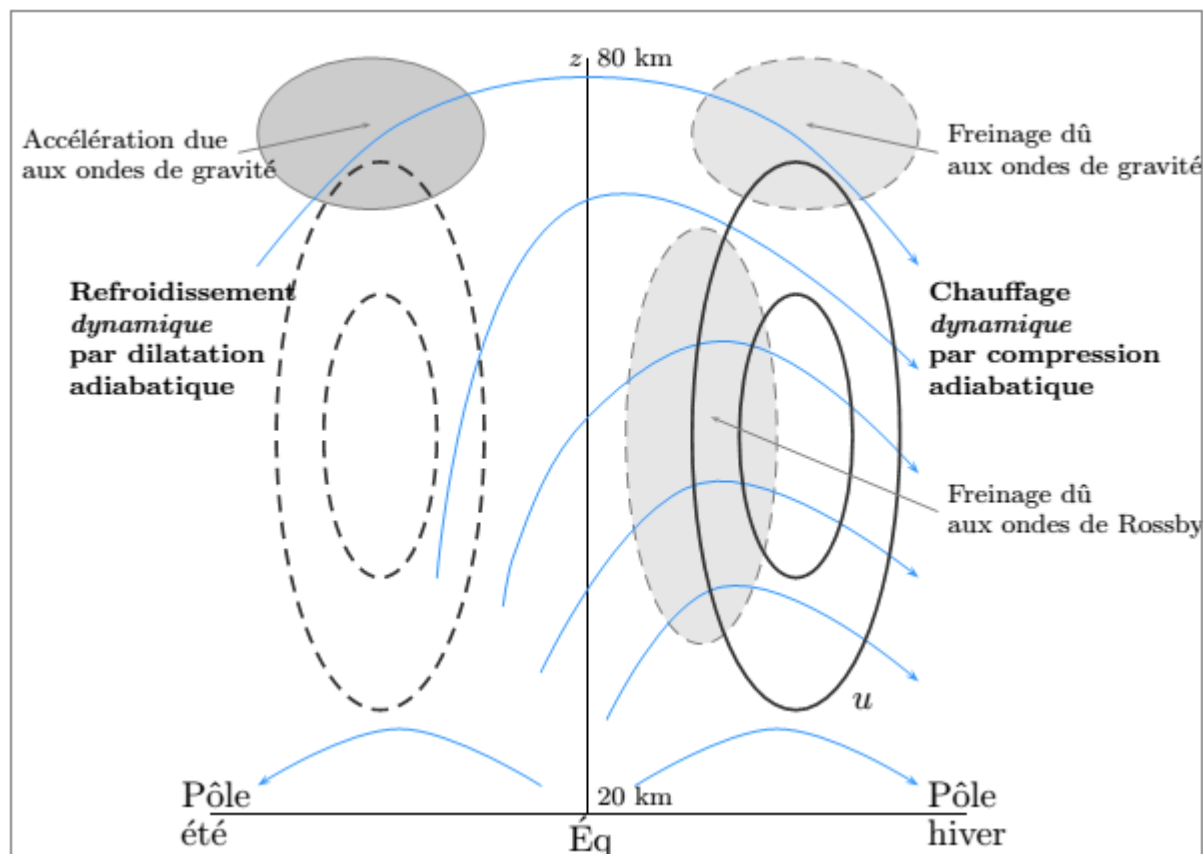 z 80 km
Accélération due
aux ondes de gravité
Freinage dû
aux ondes de gravité
Refroidissement
dynamique
par dilatation
adiabatique
Chauffage
dynamique
par compression
adiabatique
Freinage dû
aux ondes de Rossby
u
Pôle
été
20 km
Éq
Pôle
hiver